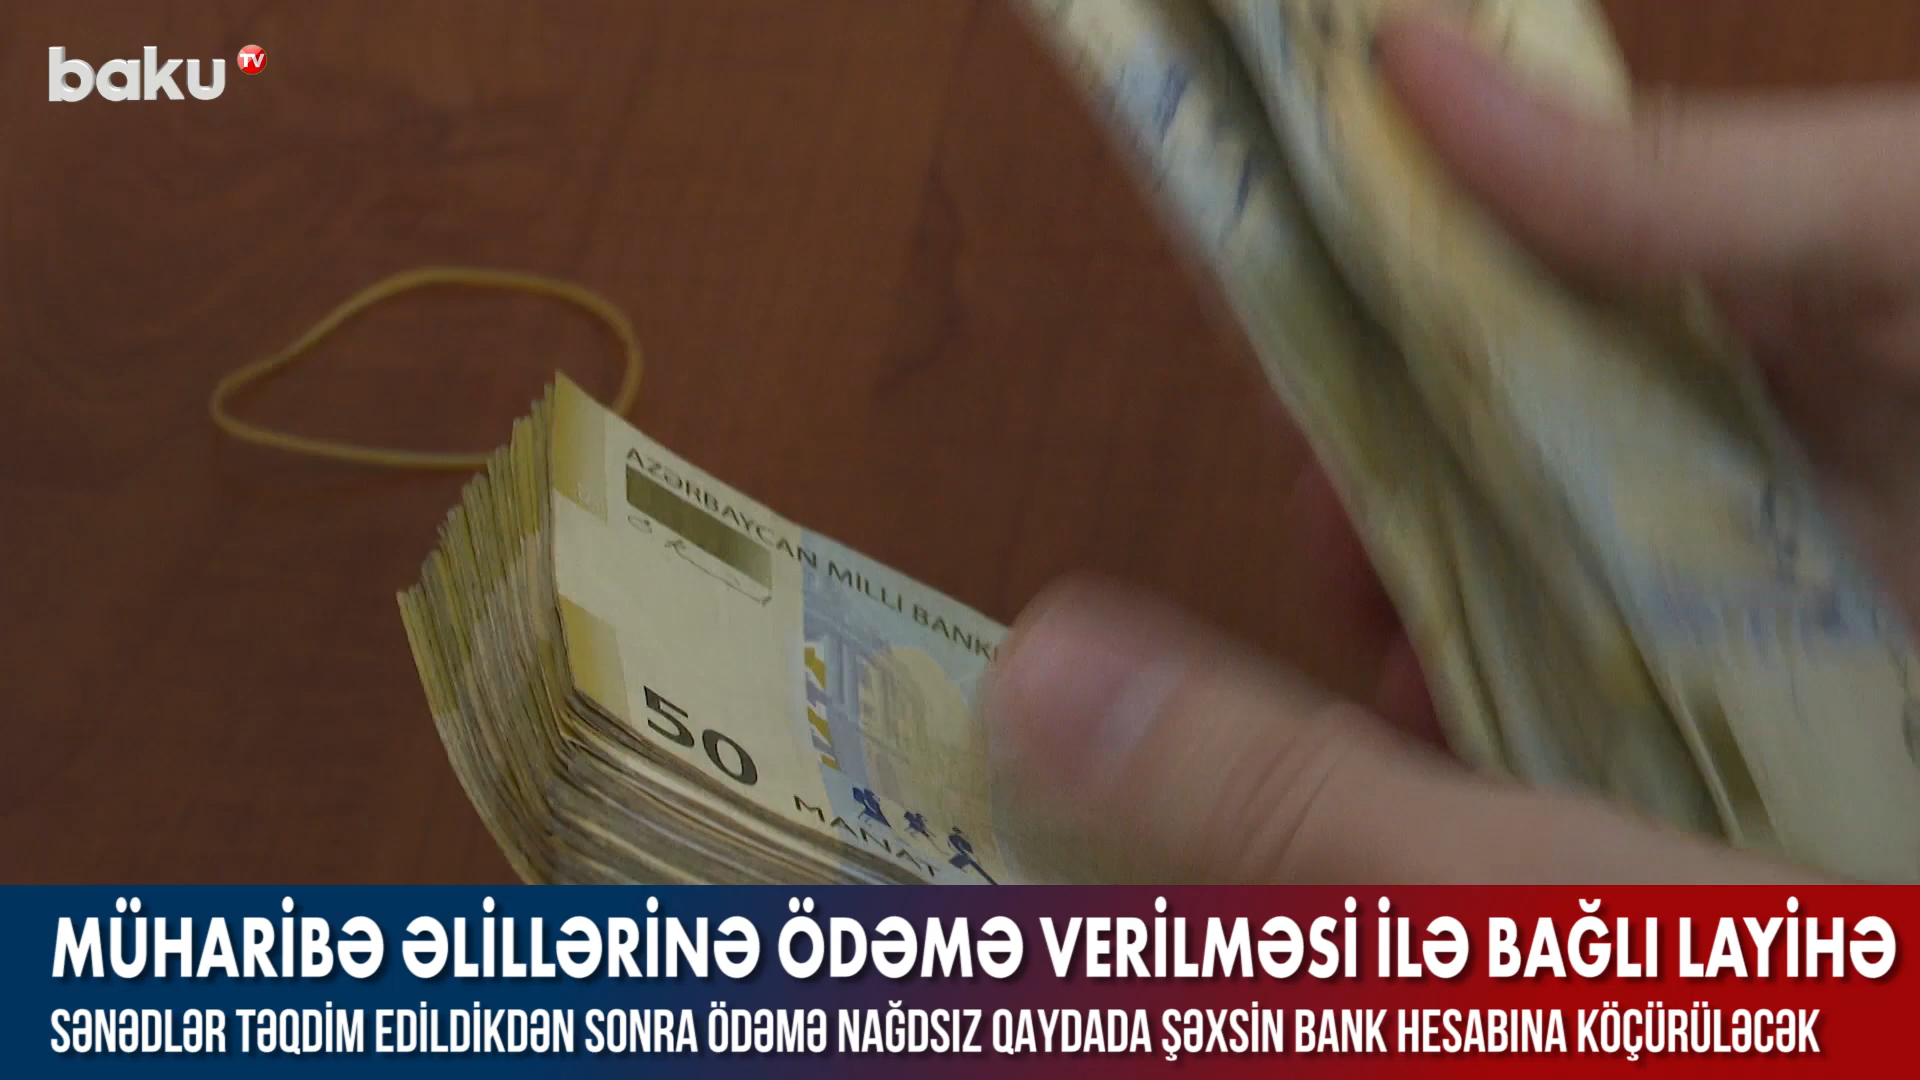 baku TV
AZƏRBAYCAN MİLLİ BANKI
50
MANAT
MÜHARİBƏ ƏLİLLƏRİNƏ ÖDƏMƏ VERİLMƏSİ İLƏ BAĞLI LAYİHƏ
SƏNƏDLƏR TƏQDİM EDİLDİKDƏN SONRA ÖDƏMƏ NAĞDSIZ QAYDADA ŞƏXSİN BANK HESABINA KÖÇÜRÜLƏCƏK